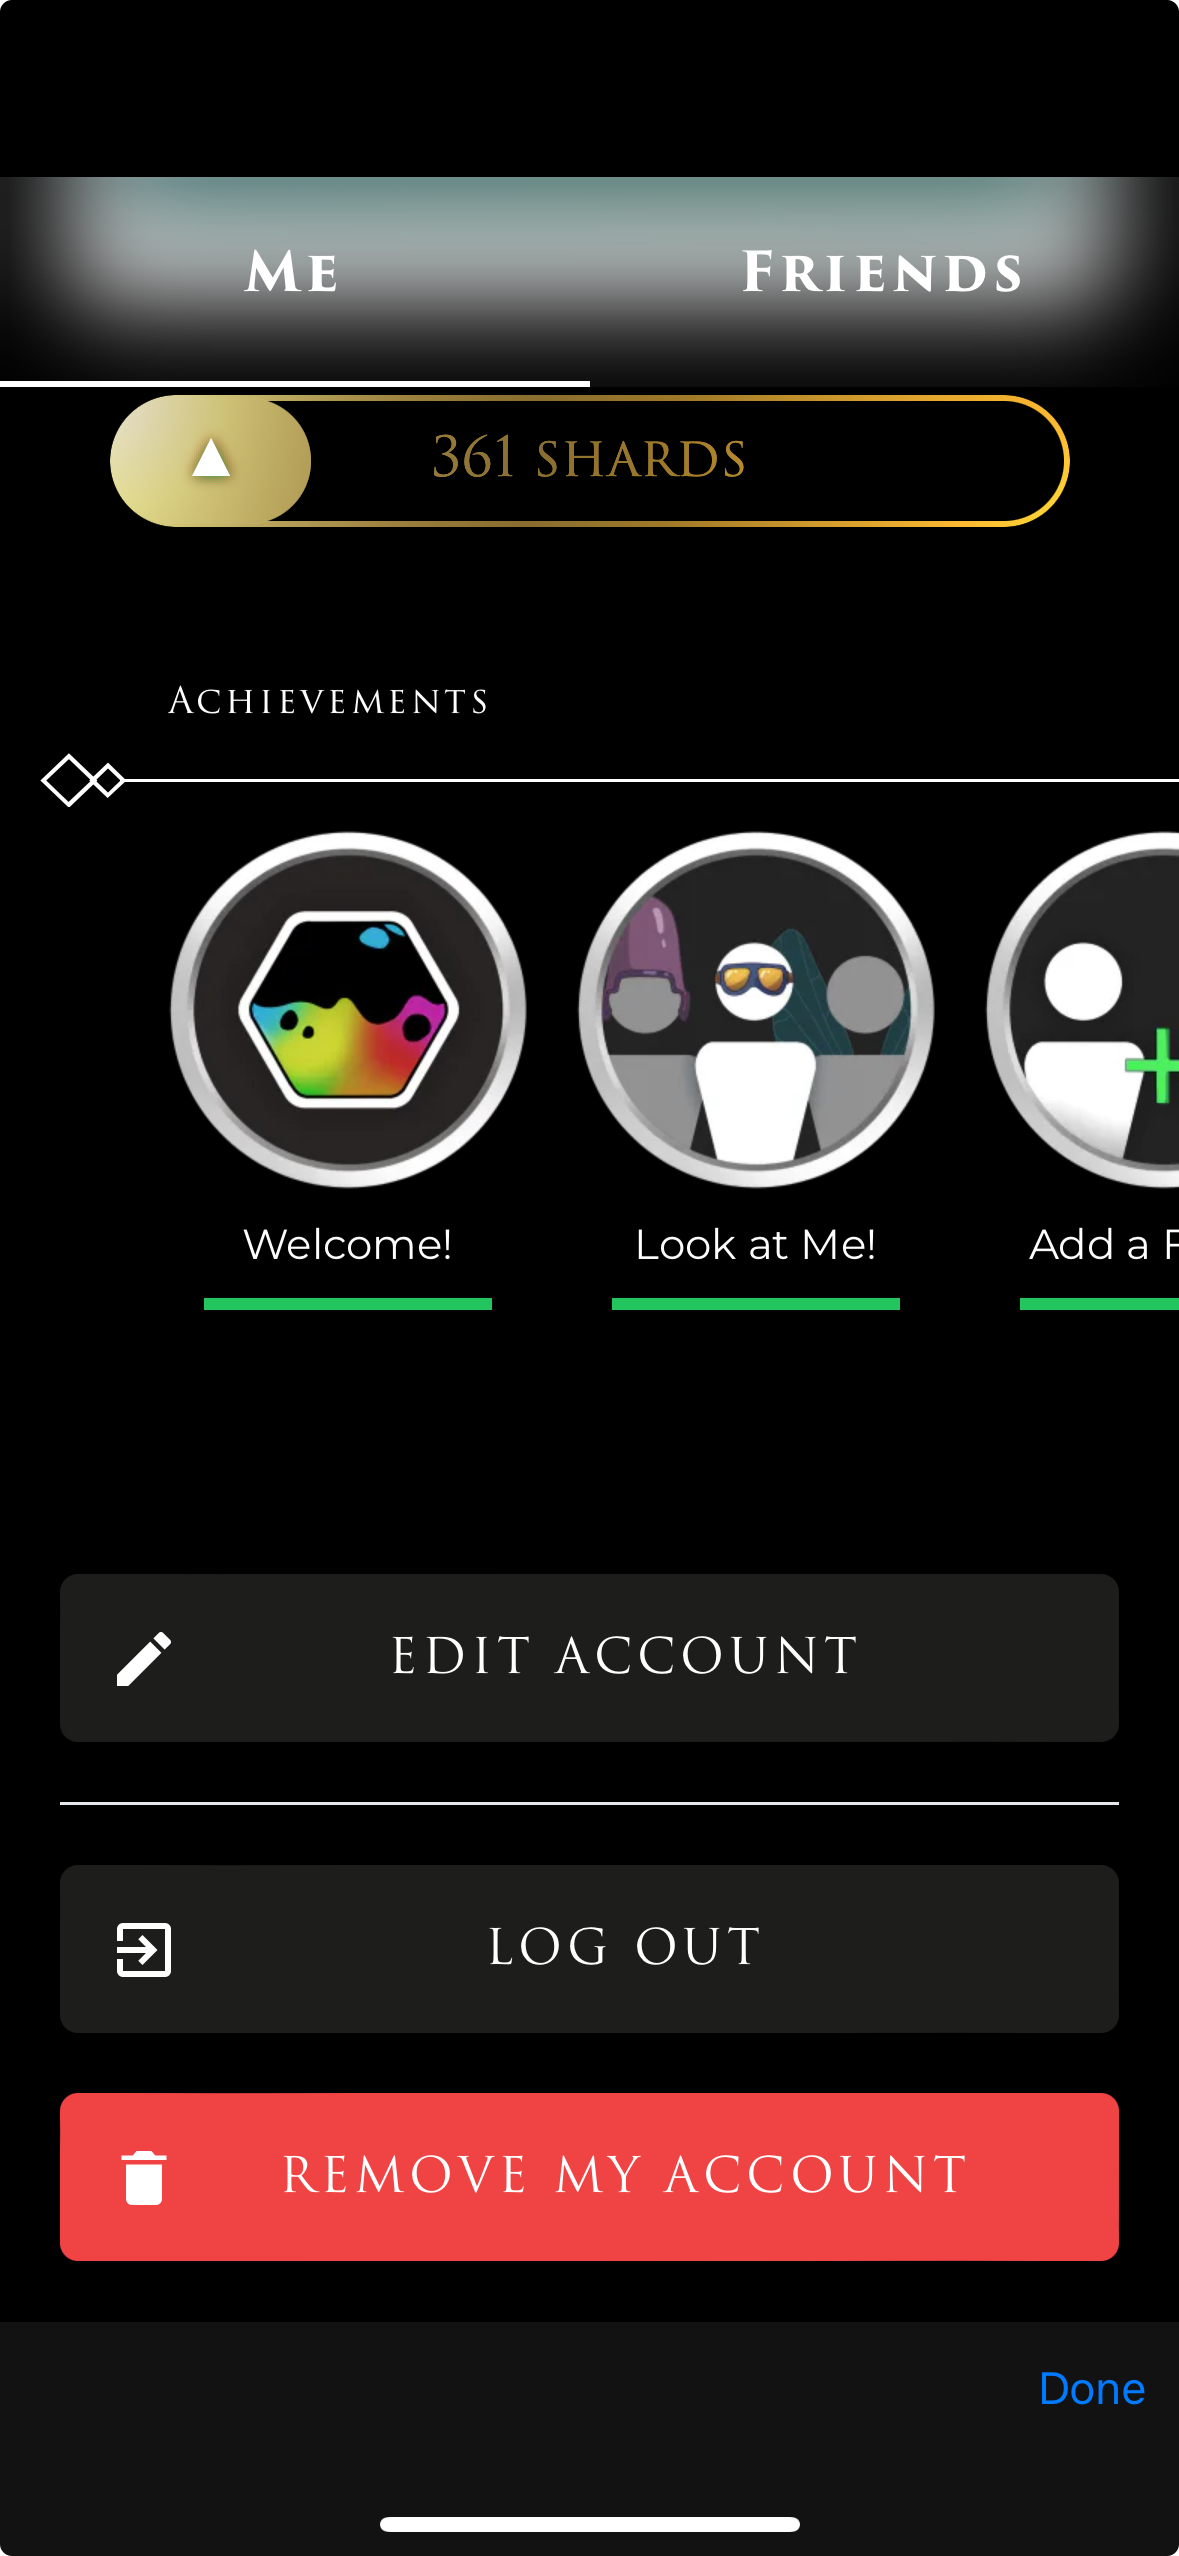 Me
Friends
361 SHARDS
Achievements
Welcome!
Look at Me!
Add a
EDIT ACCOUNT
LOG OUT
REMOVE MY ACCOUNT
Done